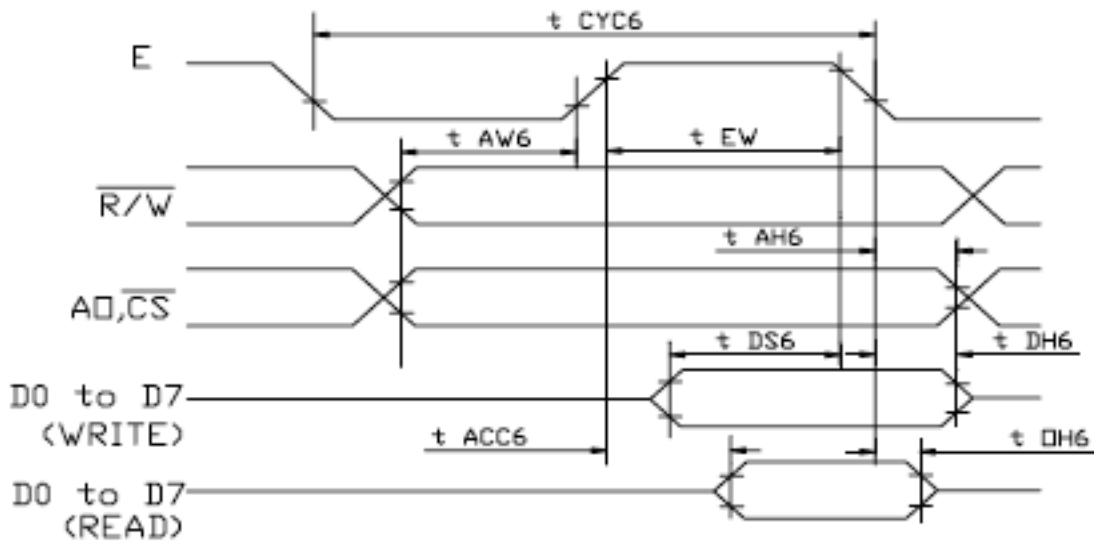 t CYC6
E
t AW6
t EW
R/W
t AH6
A0,CS
t DS6
t DH6
D0 to D7
(WRITE)
t ACC6
t OH6
D0 to D7
(READ)